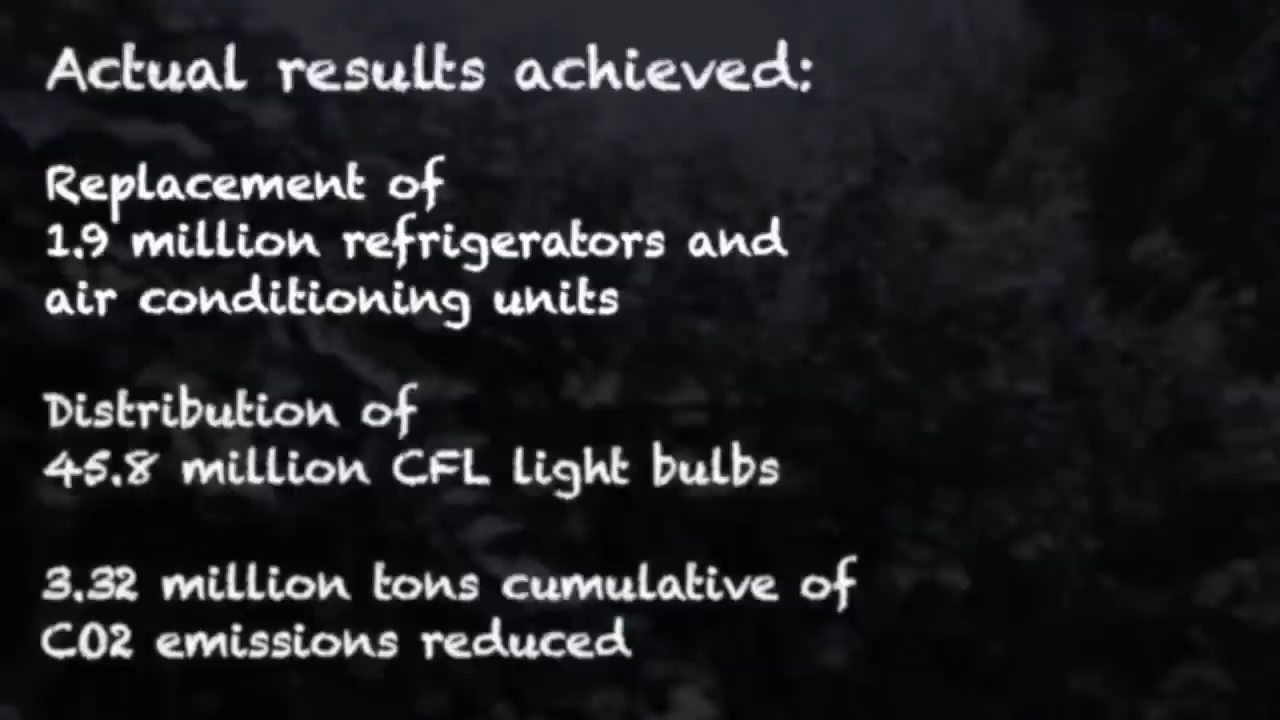 Actual results achieved:
Replacement of
1.9 million refrigerators and
air conditioning units
Distribution of
45.8 million CFL light bulbs
3.32 million tons cumulative of
CO2 emissions reduced